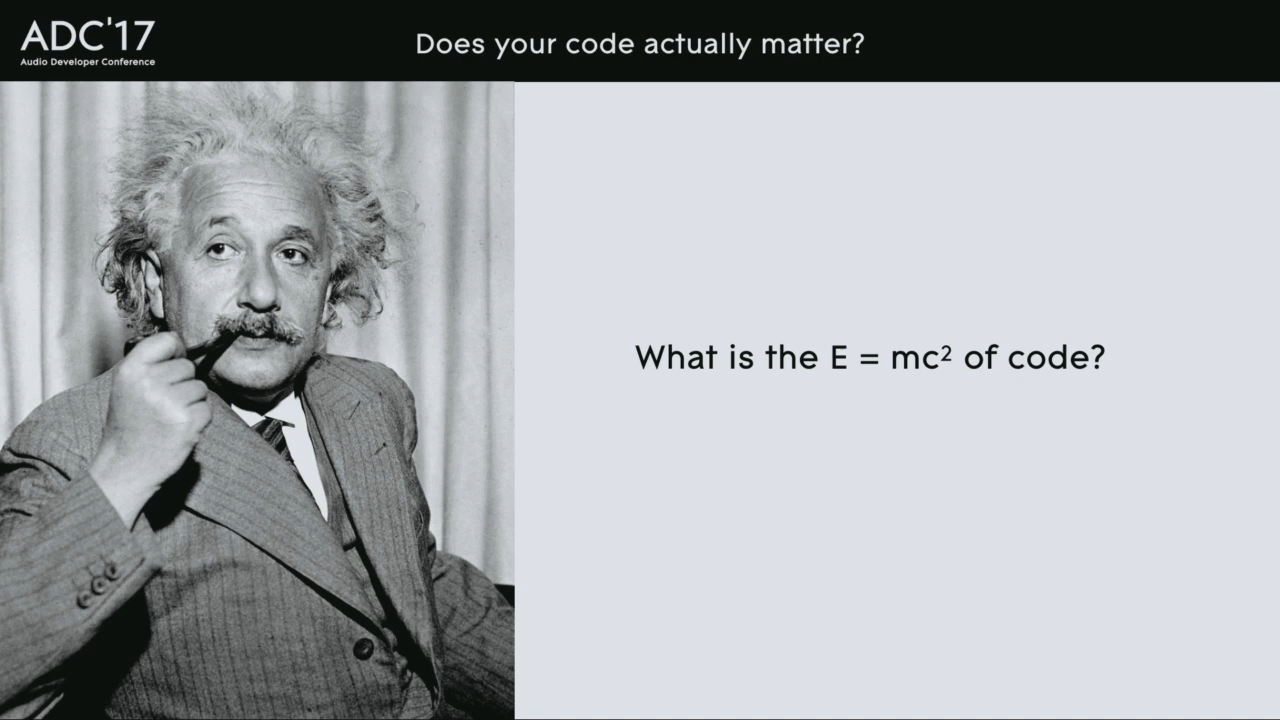 ADC'17
Audio Developer Conference
Does your code actually matter?
What is the E = mc² of code?